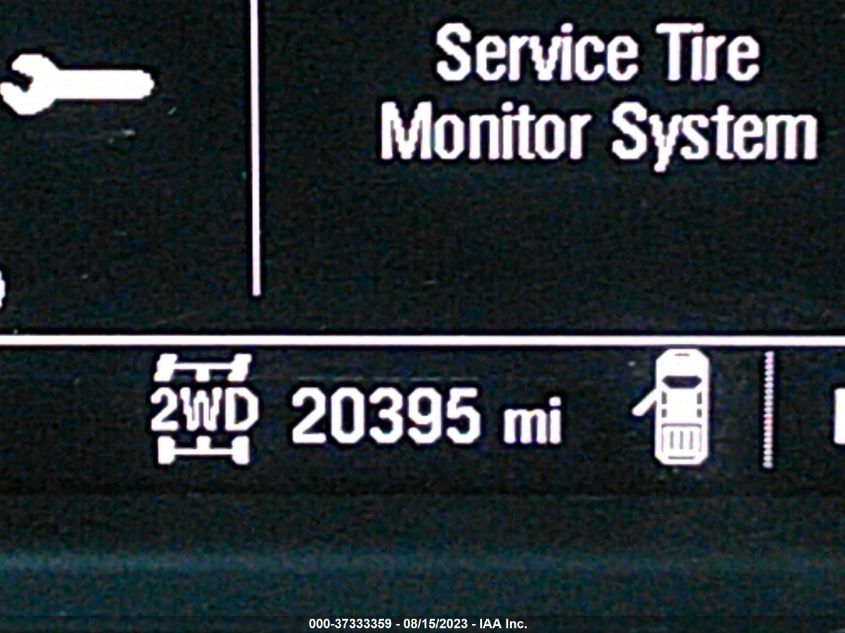 Service Tire
Monitor System
2WD 20395 mi
000-37333359 - 08/15/2023 - IAA Inc.